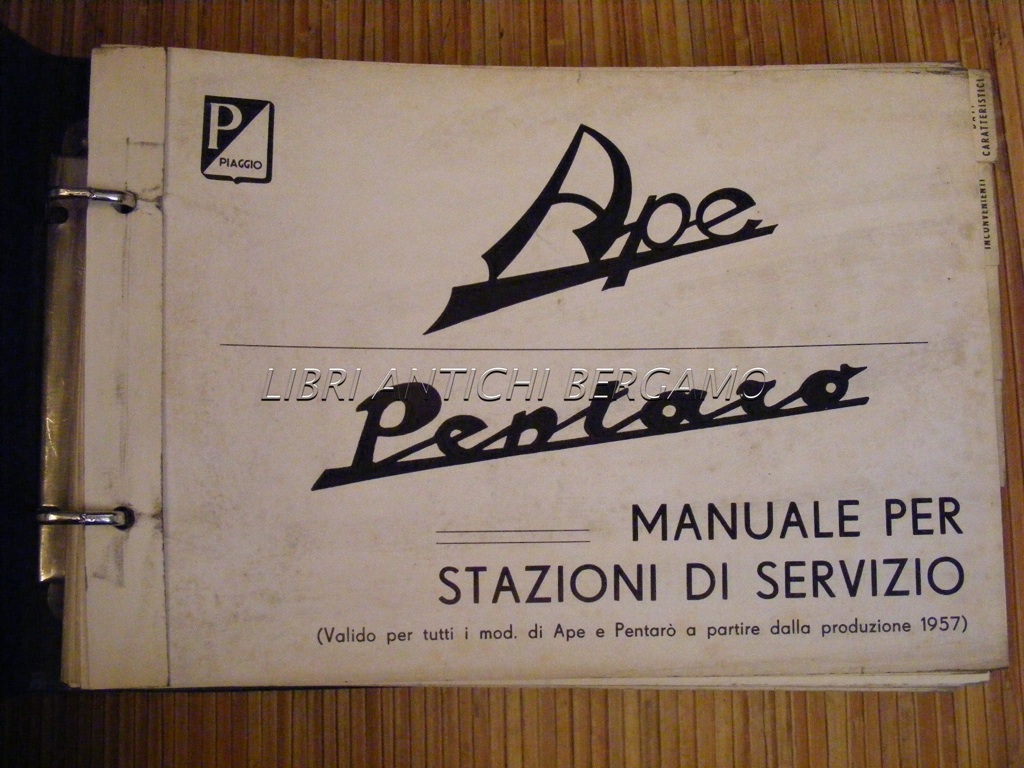 P
PIAGGIO
Ape
LIBRI ANTICHI BERGAMO
Pentarò
MANUALE PER
STAZIONI DI SERVIZIO
(Valido per tutti i mod. di Ape e Pentarò a partire dalla produzione 1957)
CARATTERISTICI
INCONVENIENTI